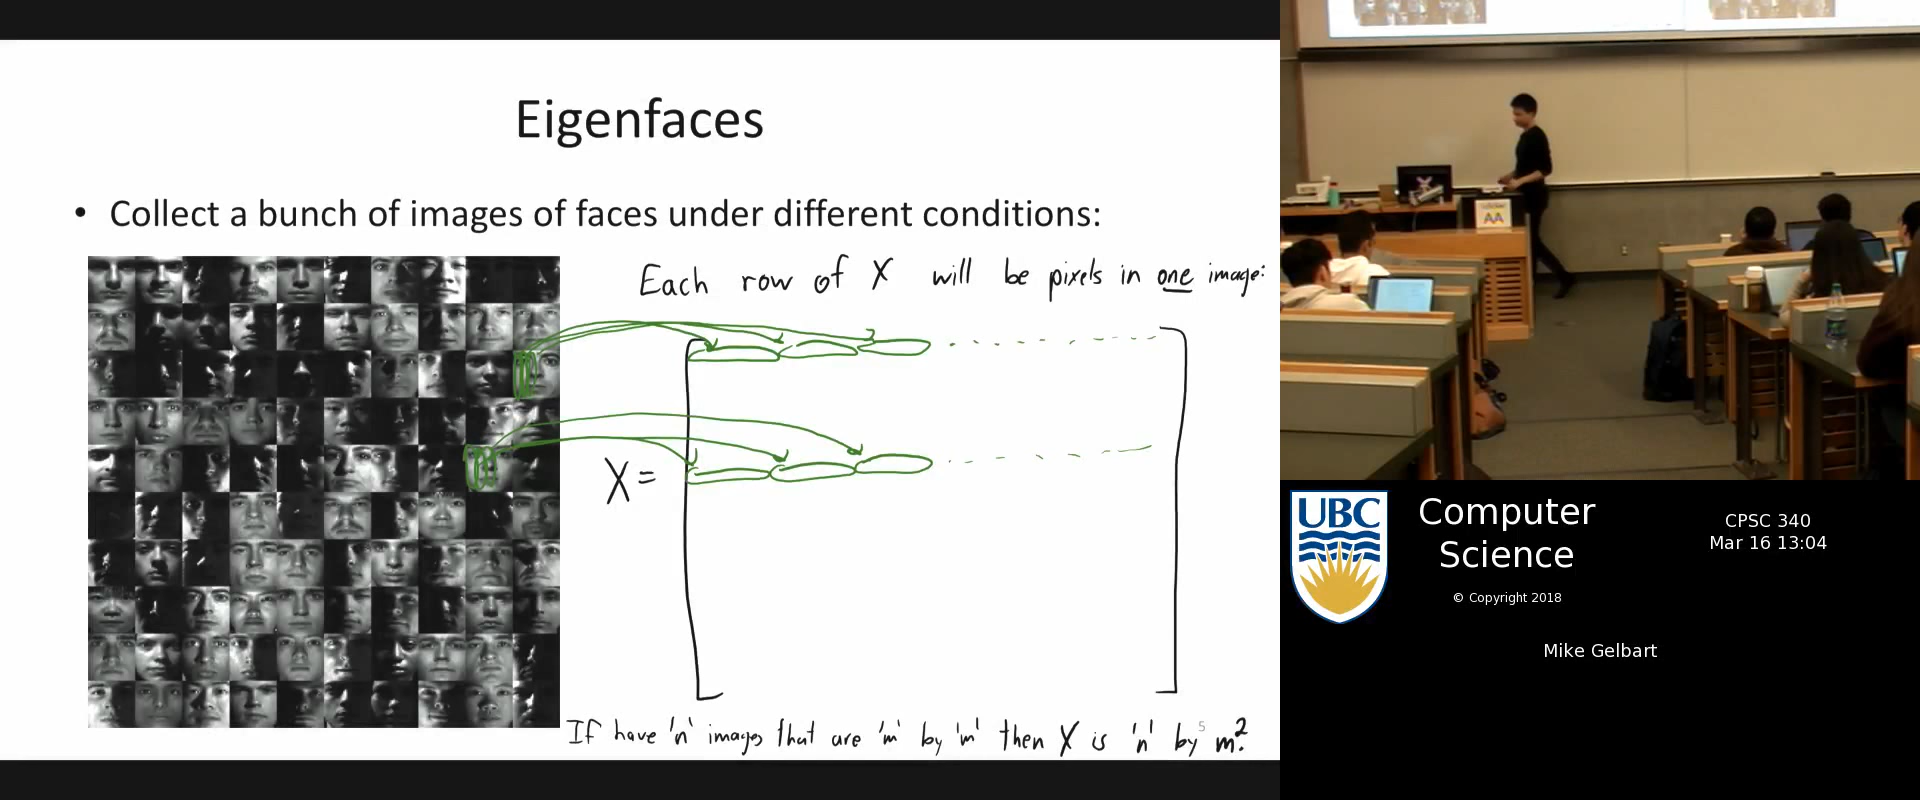 Eigenfaces
• Collect a bunch of images of faces under different conditions:
Each row of X will be pixels in one image:
X =
If have 'n' images that are 'm' by 'm' then X is 'n' by m².
5
AA
UBC
Computer
Science
© Copyright 2018
CPSC 340
Mar 16 13:04
Mike Gelbart